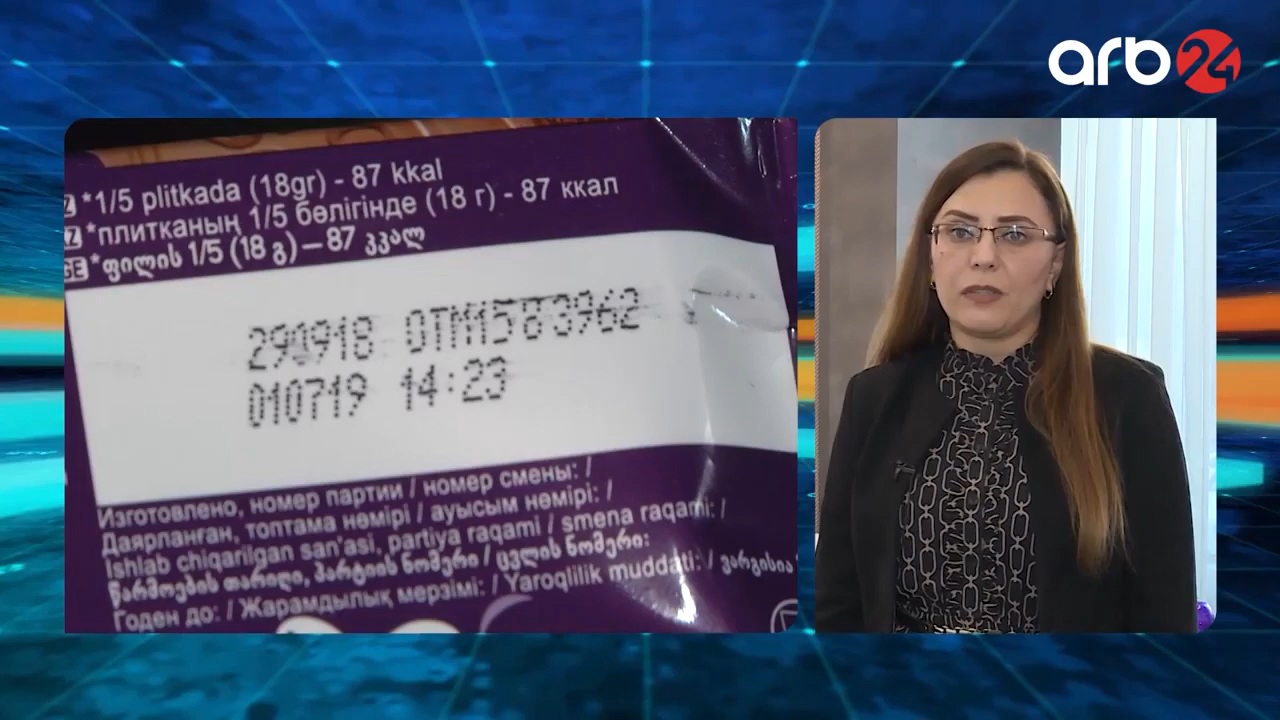 arb24
*1/5 plitkada (18gr) - 87 kkal
*плитканың 1/5 бөлігінде (18 г) - 87 ккал
GE *ფილის 1/5 (18 გ) – 87 კკალ
290918 OTM1583962
010719 14:23
Изготовлено, номер партии / номер смены: /
Даярланған, топтама нөмірі / ауысым нөмірі: /
Ishlab chiqarilgan san'asi, partiya raqami / smena raqami: /
წარმოების თარიღი, პარტიის ნომერი / ცვლის ნომერი:
Годен до: / Жарамдылық мерзімі: / Yaroqlilik muddati: /